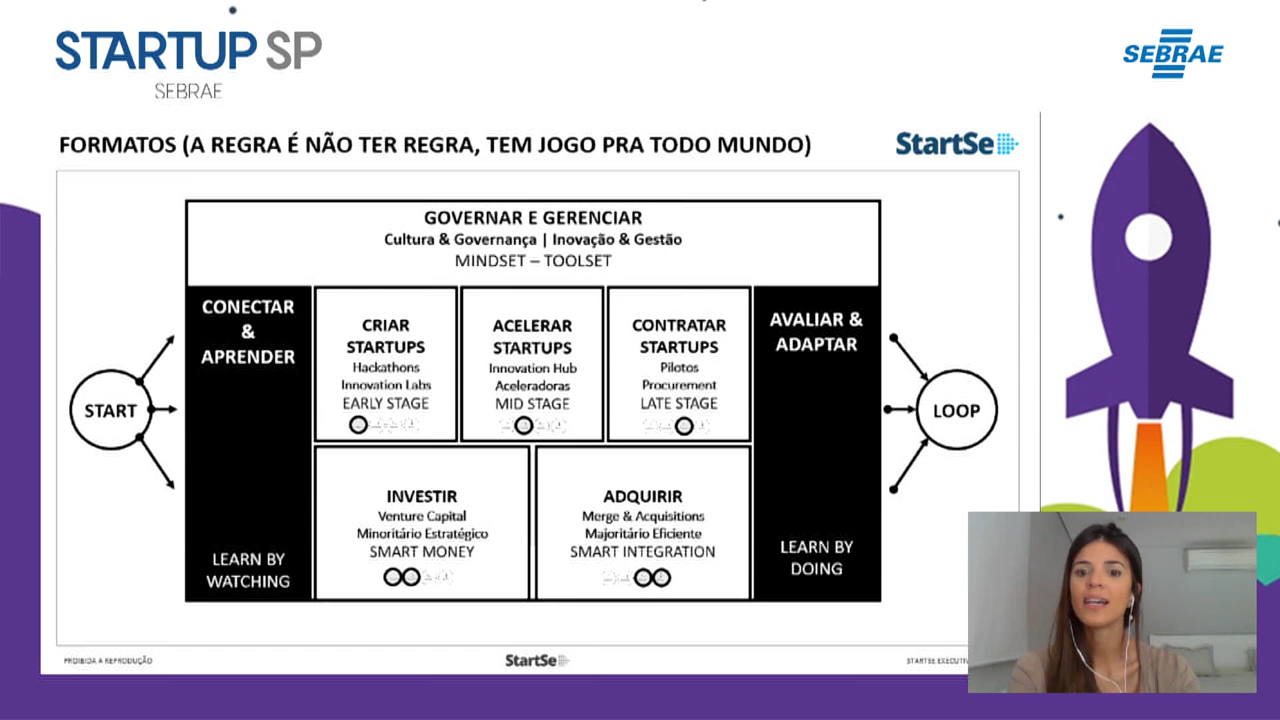 STARTUP SP
SEBRAE
SEBRAE
FORMATOS (A REGRA É NÃO TER REGRA, TEM JOGO PRA TODO MUNDO)
StartSe
GOVERNAR E GERENCIAR
Cultura & Governança | Inovação & Gestão
MINDSET – TOOLSET
START
CONECTAR
&
APRENDER
LEARN BY
WATCHING
CRIAR
STARTUPS
Hackathons
Innovation Labs
EARLY STAGE
ACELERAR
STARTUPS
Innovation Hub
Aceleradoras
MID STAGE
CONTRATAR
STARTUPS
Pilotos
Procurement
LATE STAGE
INVESTIR
Venture Capital
Minoritário Estratégico
SMART MONEY
ADQUIRIR
Merge & Acquisitions
Majoritário Eficiente
SMART INTEGRATION
AVALIAR &
ADAPTAR
LEARN BY
DOING
LOOP
PROIBIDA A REPRODUÇÃO
StartSe
STARTSE